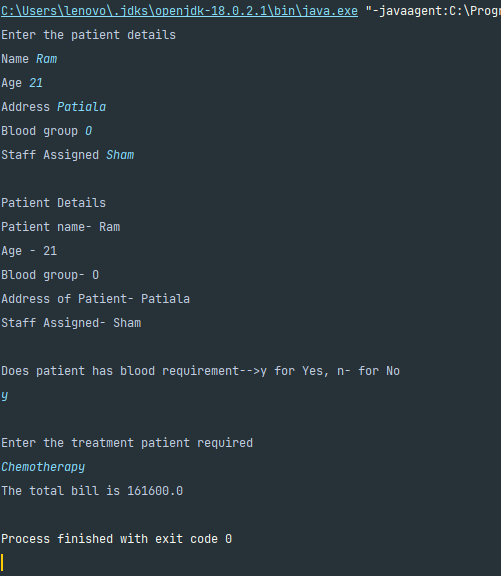 C:\Users\lenovo\.jdks\openjdk-18.0.2.1\bin\java.exe "-javaagent:C:\Progr
Enter the patient details
Name Ram
Age 21
Address Patiala
Blood group O
Staff Assigned Sham
Patient Details
Patient name- Ram
Age - 21
Blood group- O
Address of Patient- Patiala
Staff Assigned- Sham
Does patient has blood requirement-->y for Yes, n- for No
y
Enter the treatment patient required
Chemotherapy
The total bill is 161600.0
Process finished with exit code 0